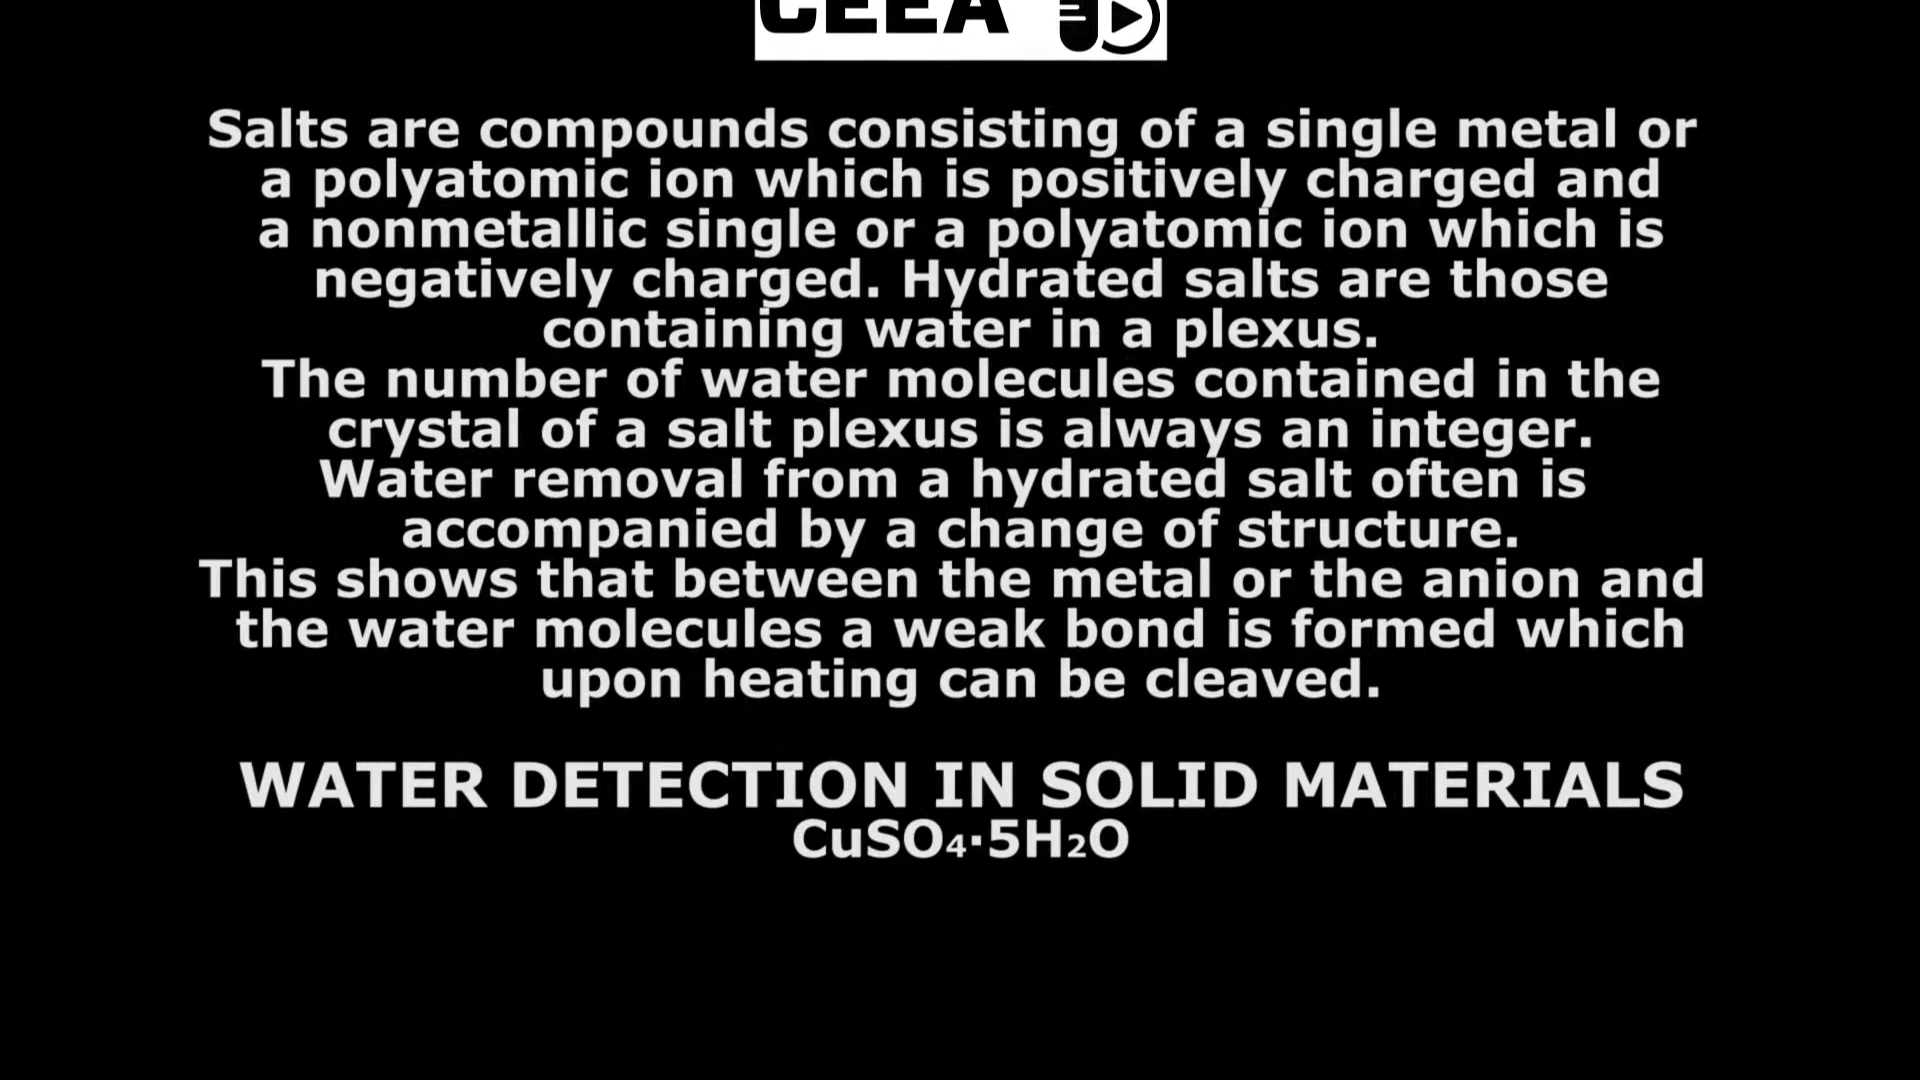 CEEA
Salts are compounds consisting of a single metal or
a polyatomic ion which is positively charged and
a nonmetallic single or a polyatomic ion which is
negatively charged. Hydrated salts are those
containing water in a plexus.
The number of water molecules contained in the
crystal of a salt plexus is always an integer.
Water removal from a hydrated salt often is
accompanied by a change of structure.
This shows that between the metal or the anion and
the water molecules a weak bond is formed which
upon heating can be cleaved.
WATER DETECTION IN SOLID MATERIALS
CuSO₄·5H₂O